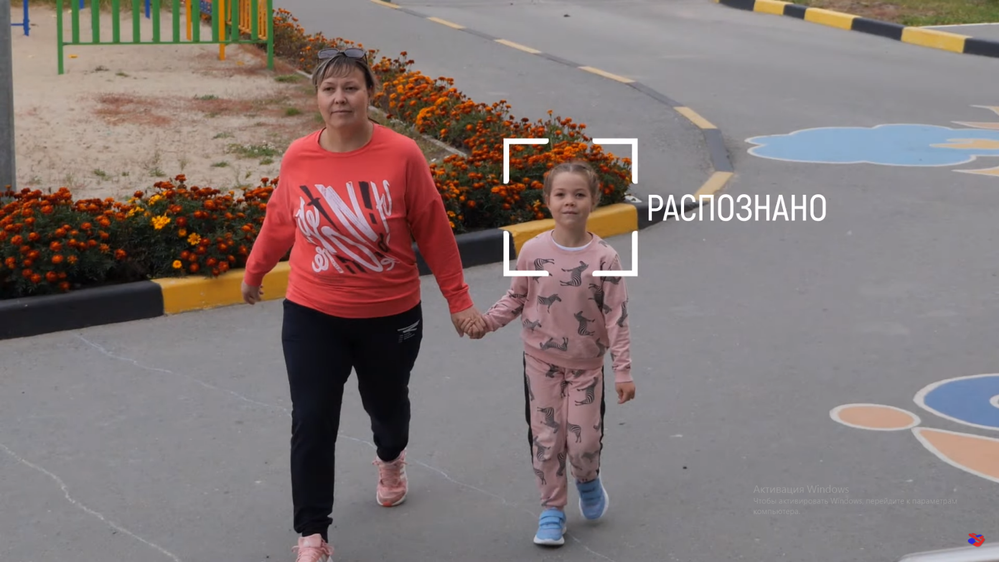 РАСПОЗНАНО
Активация Windows
Чтобы активировать Windows, перейдите к параметрам
компьютера.